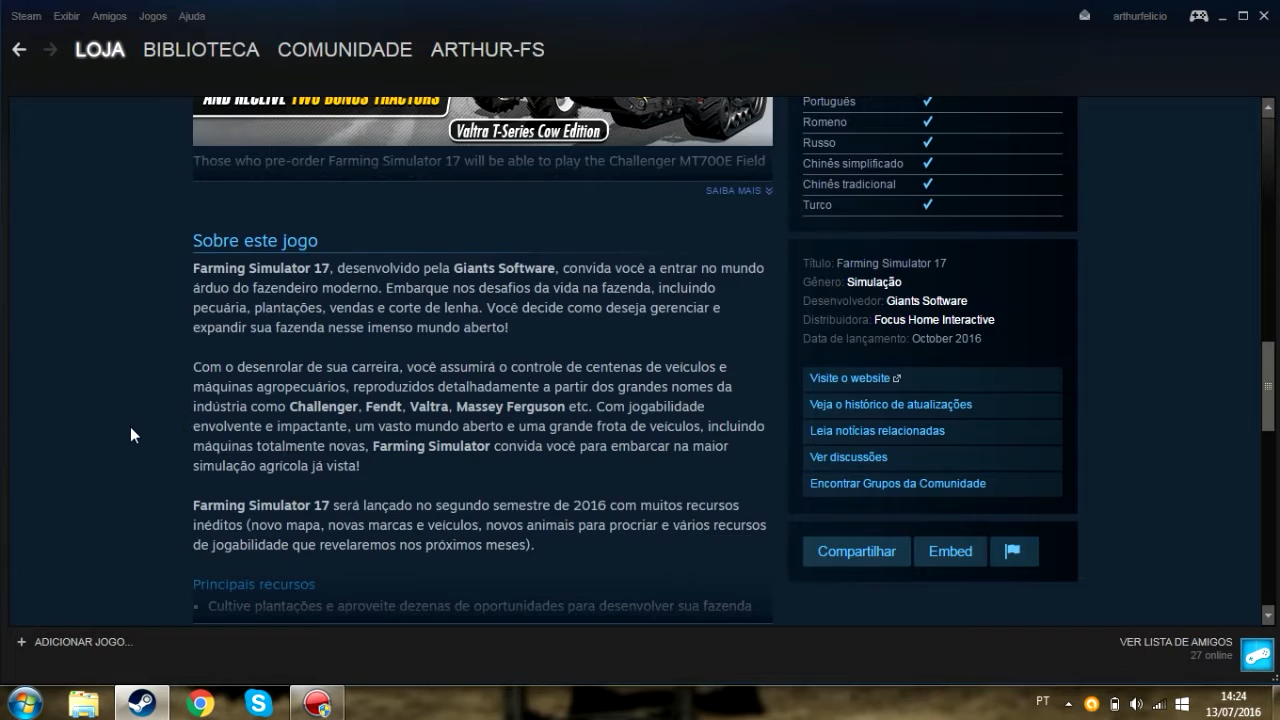 Steam Exibir Amigos Jogos Ajuda
arthurfelicio
LOJA BIBLIOTECA COMUNIDADE ARTHUR-FS
AND RECEIVE TWO BONUS TRACTORS
Valtra T-Series Cow Edition
Those who pre-order Farming Simulator 17 will be able to play the Challenger MT700E Field
SAIBA MAIS
Sobre este jogo
Farming Simulator 17, desenvolvido pela Giants Software, convida você a entrar no mundo
árduo do fazendeiro moderno. Embarque nos desafios da vida na fazenda, incluindo
pecuária, plantações, vendas e corte de lenha. Você decide como deseja gerenciar e
expandir sua fazenda nesse imenso mundo aberto!
Com o desenrolar de sua carreira, você assumirá o controle de centenas de veículos e
máquinas agropecuários, reproduzidos detalhadamente a partir dos grandes nomes da
indústria como Challenger, Fendt, Valtra, Massey Ferguson etc. Com jogabilidade
envolvente e impactante, um vasto mundo aberto e uma grande frota de veículos, incluindo
máquinas totalmente novas, Farming Simulator convida você para embarcar na maior
simulação agrícola já vista!
Farming Simulator 17 será lançado no segundo semestre de 2016 com muitos recursos
inéditos (novo mapa, novas marcas e veículos, novos animais para procriar e vários recursos
de jogabilidade que revelaremos nos próximos meses).
Principais recursos
Cultive plantações e aproveite dezenas de oportunidades para desenvolver sua fazenda
Português
Romeno
Russo
Chinês simplificado
Chinês tradicional
Turco
Título: Farming Simulator 17
Gênero: Simulação
Desenvolvedor: Giants Software
Distribuidora: Focus Home Interactive
Data de lançamento: October 2016
Visite o website
Veja o histórico de atualizações
Leia notícias relacionadas
Ver discussões
Encontrar Grupos da Comunidade
Compartilhar Embed
+ ADICIONAR JOGO...
VER LISTA DE AMIGOS
27 online
PT
14:24
13/07/2016